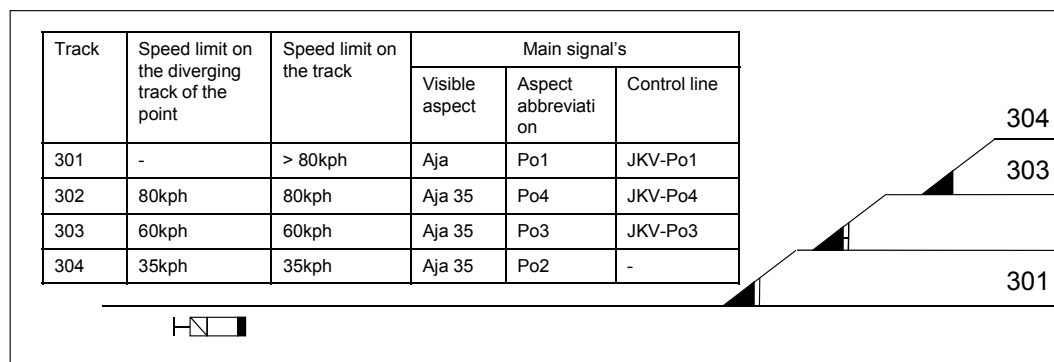 Track
Speed limit on
the diverging
track of the
point
Speed limit on
the track
Main signal's
Visible
aspect
Aspect
abbreviati
on
Control line
301 - > 80kph Aja Po1 JKV-Po1
302 80kph 80kph Aja 35 Po4 JKV-Po4
303 60kph 60kph Aja 35 Po3 JKV-Po3
304 35kph 35kph Aja 35 Po2 -
304
303
301